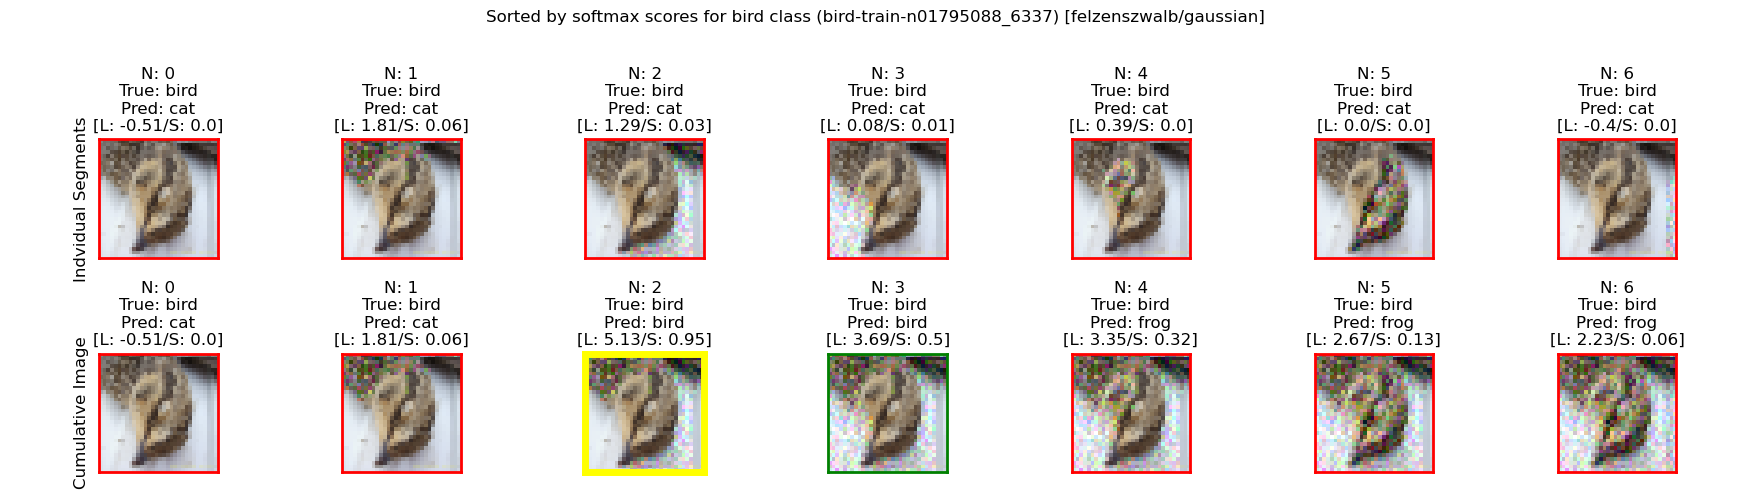 Sorted by softmax scores for bird class (bird-train-n01795088_6337) [felzenszwalb/gaussian]
Indvidual Segments
N: 0
True: bird
Pred: cat
[L: -0.51/S: 0.0]
N: 1
True: bird
Pred: cat
[L: 1.81/S: 0.06]
N: 2
True: bird
Pred: cat
[L: 1.29/S: 0.03]
N: 3
True: bird
Pred: cat
[L: 0.08/S: 0.01]
N: 4
True: bird
Pred: cat
[L: 0.39/S: 0.0]
N: 5
True: bird
Pred: cat
[L: 0.0/S: 0.0]
N: 6
True: bird
Pred: cat
[L: -0.4/S: 0.0]
Cumulative Image
N: 0
True: bird
Pred: cat
[L: -0.51/S: 0.0]
N: 1
True: bird
Pred: cat
[L: 1.81/S: 0.06]
N: 2
True: bird
Pred: bird
[L: 5.13/S: 0.95]
N: 3
True: bird
Pred: bird
[L: 3.69/S: 0.5]
N: 4
True: bird
Pred: frog
[L: 3.35/S: 0.32]
N: 5
True: bird
Pred: frog
[L: 2.67/S: 0.13]
N: 6
True: bird
Pred: frog
[L: 2.23/S: 0.06]